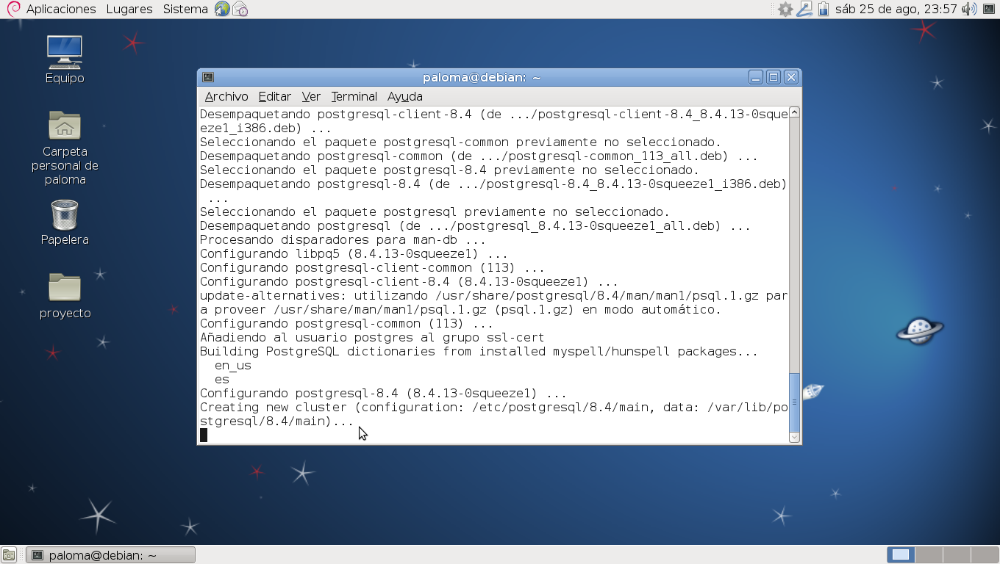 Aplicaciones Lugares Sistema sáb 25 de ago, 23:57
Equipo
Carpeta
personal de
paloma
Papelera
proyecto
paloma@debian: ~
Archivo Editar Ver Terminal Ayuda
Desempaquetando postgresql-client-8.4 (de .../postgresql-client-8.4_8.4.13-0sque
eze1_i386.deb) ...
Seleccionando el paquete postgresql-common previamente no seleccionado.
Desempaquetando postgresql-common (de .../postgresql-common_113_all.deb) ...
Seleccionando el paquete postgresql-8.4 previamente no seleccionado.
Desempaquetando postgresql-8.4 (de .../postgresql-8.4_8.4.13-0squeeze1_i386.deb)
 ...
Seleccionando el paquete postgresql previamente no seleccionado.
Desempaquetando postgresql (de .../postgresql_8.4.13-0squeeze1_all.deb) ...
Procesando disparadores para man-db ...
Configurando libpq5 (8.4.13-0squeeze1) ...
Configurando postgresql-client-common (113) ...
Configurando postgresql-client-8.4 (8.4.13-0squeeze1) ...
update-alternatives: utilizando /usr/share/postgresql/8.4/man/man1/psql.1.gz par
a proveer /usr/share/man/man1/psql.1.gz (psql.1.gz) en modo automático.
Configurando postgresql-common (113) ...
Añadiendo al usuario postgres al grupo ssl-cert
Building PostgreSQL dictionaries from installed myspell/hunspell packages...
  en_us
  es
Configurando postgresql-8.4 (8.4.13-0squeeze1) ...
Creating new cluster (configuration: /etc/postgresql/8.4/main, data: /var/lib/po
stgresql/8.4/main)...
paloma@debian: ~